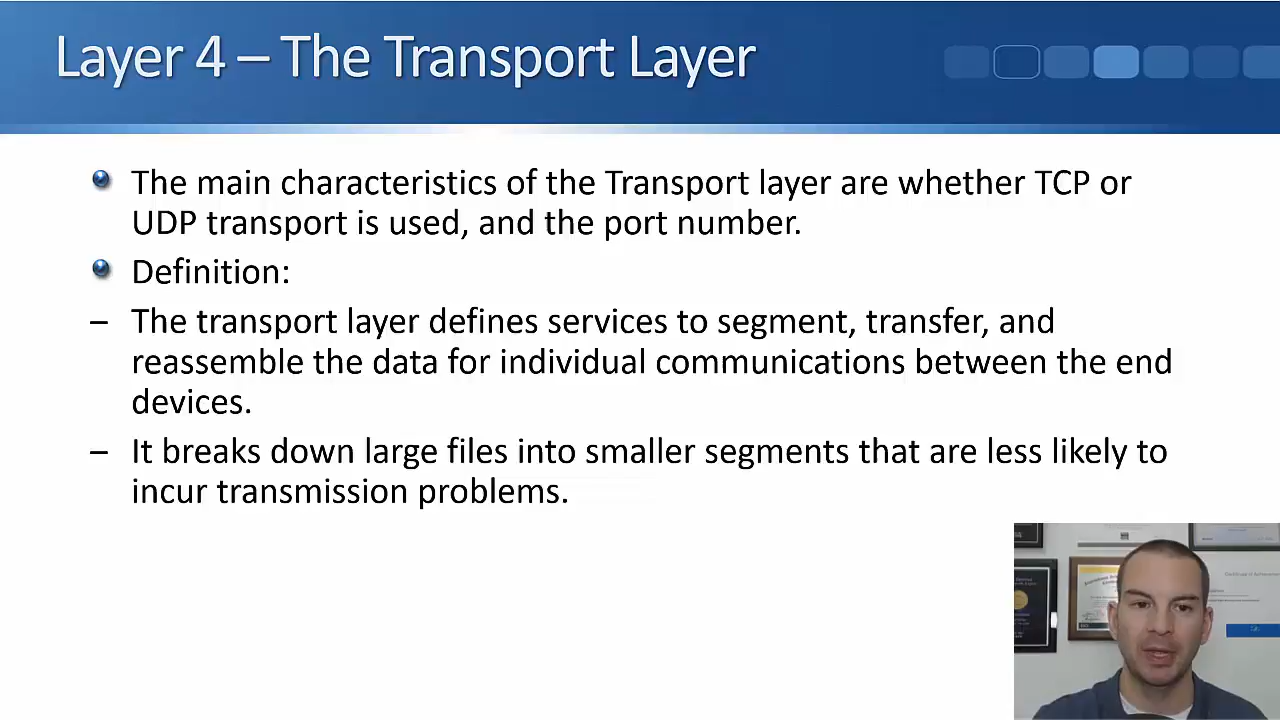 Layer 4 – The Transport Layer
The main characteristics of the Transport layer are whether TCP or
UDP transport is used, and the port number.
Definition:
– The transport layer defines services to segment, transfer, and
reassemble the data for individual communications between the end
devices.
– It breaks down large files into smaller segments that are less likely to
incur transmission problems.